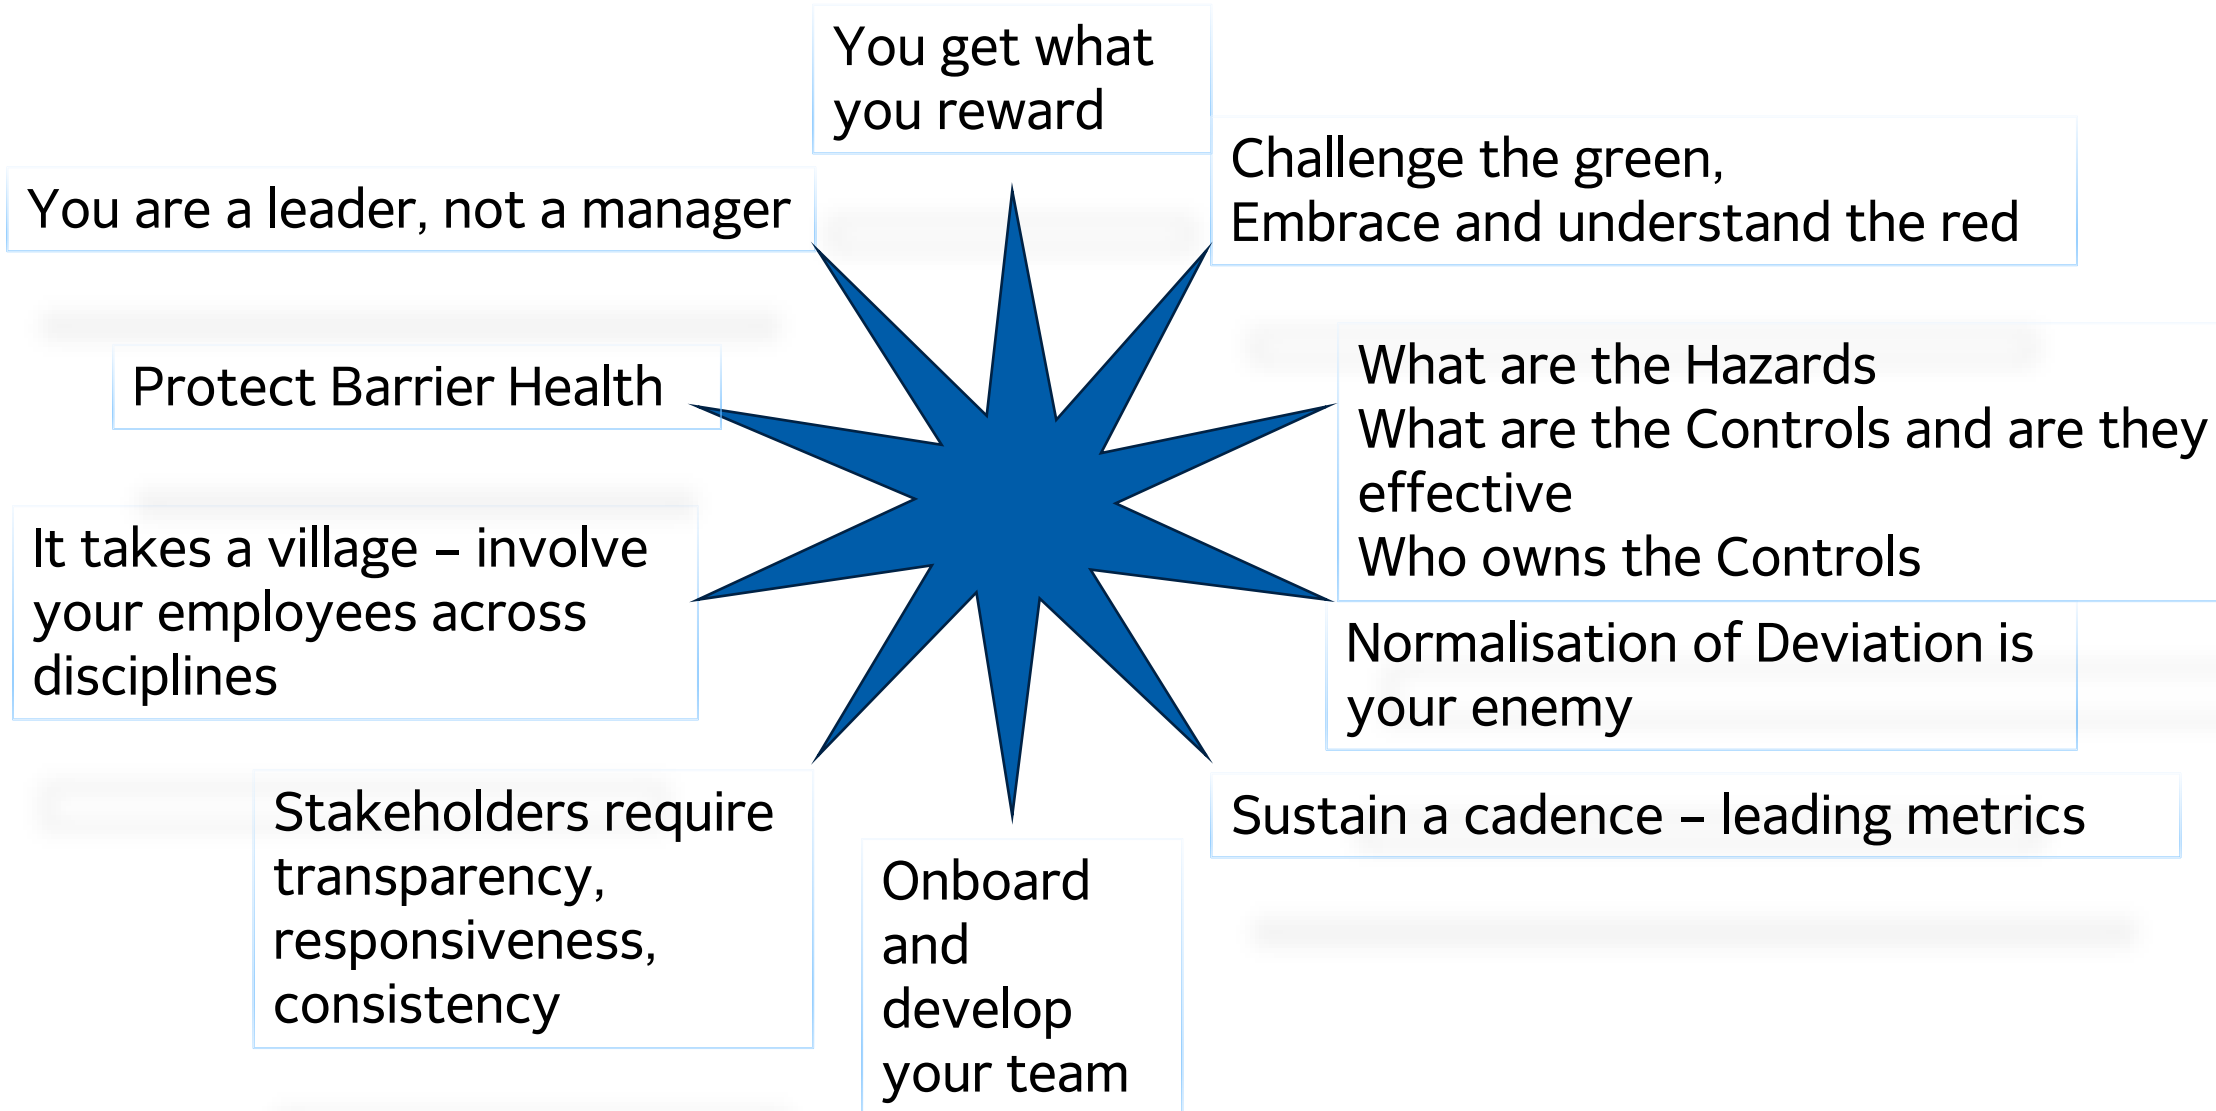 You get what
you reward
Challenge the green,
Embrace and understand the red
You are a leader, not a manager
What are the Hazards
What are the Controls and are they
effective
Who owns the Controls
Protect Barrier Health
It takes a village – involve
your employees across
disciplines
Normalisation of Deviation is
your enemy
Stakeholders require
transparency,
responsiveness,
consistency
Sustain a cadence – leading metrics
Onboard
and
develop
your team